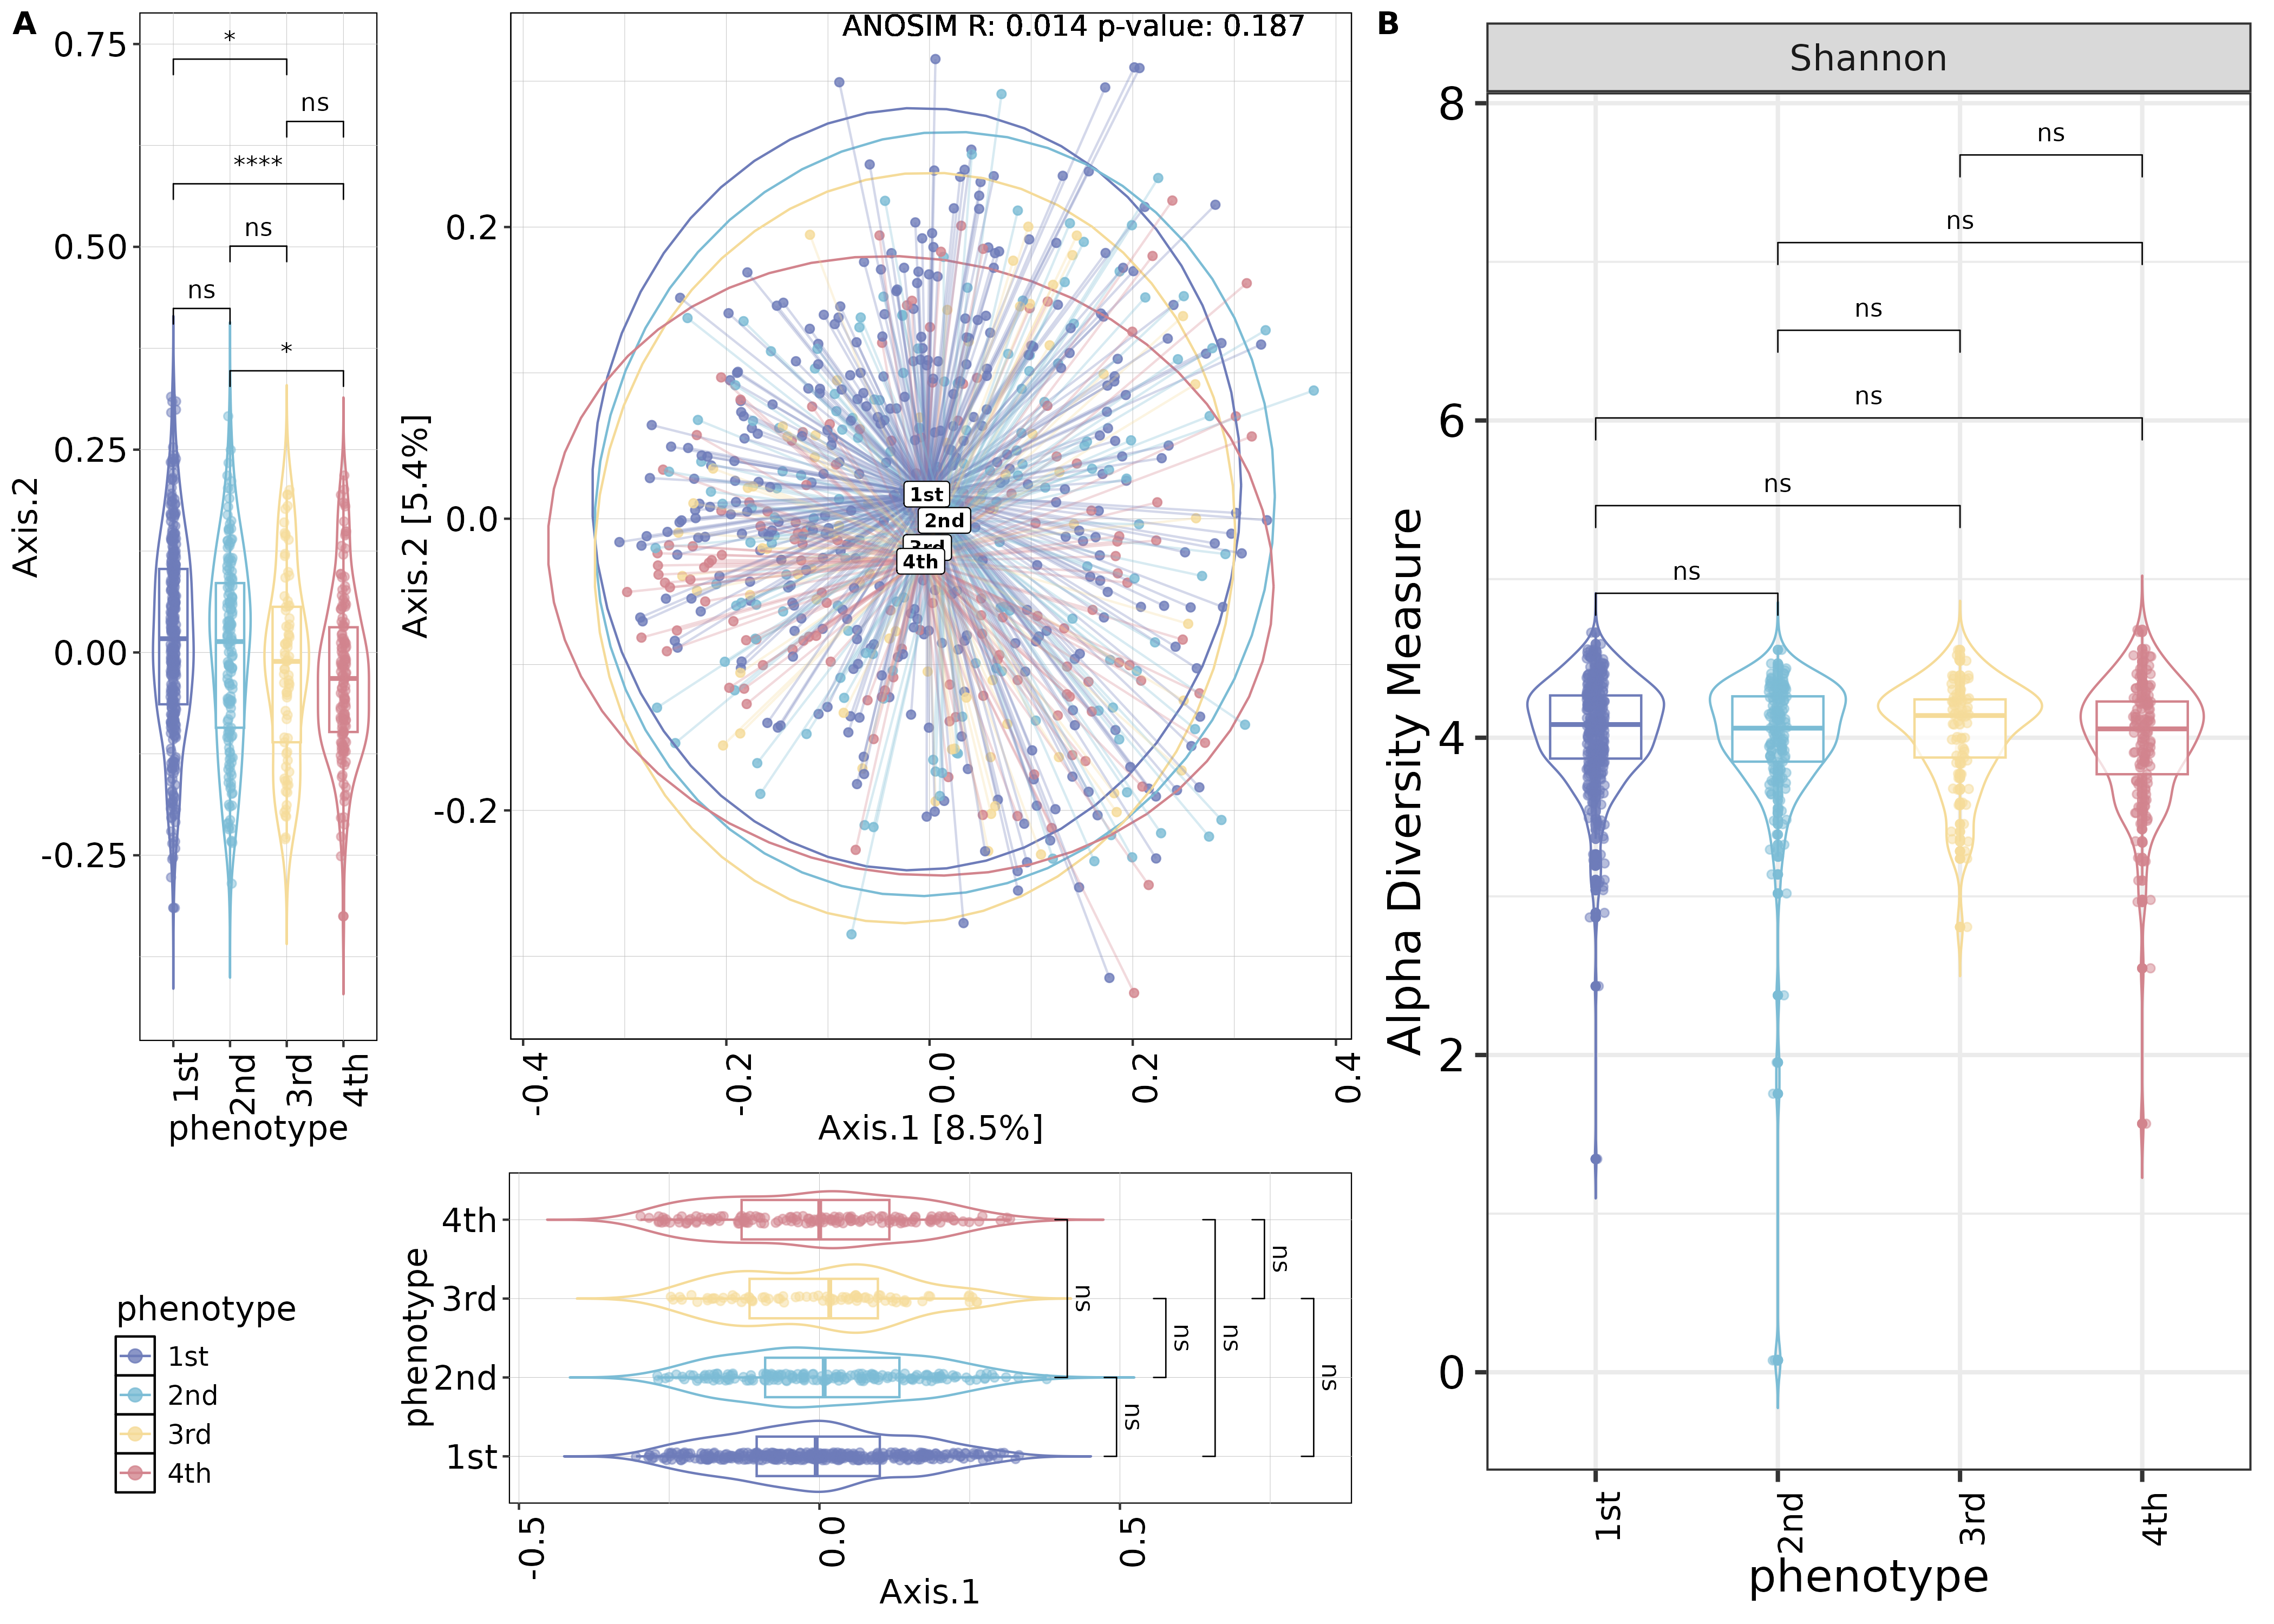 A
0.75
0.50
0.25
0.00
-0.25
Axis.2
*
ns
****
ns
ns
*
1st
2nd
3rd
4th
phenotype
ANOSIM R: 0.014 p-value: 0.187
Axis.2 [5.4%]
0.2
0.0
-0.2
1st
2nd
3rd
4th
-0.4
-0.2
0.0
0.2
0.4
Axis.1 [8.5%]
phenotype
4th
3rd
2nd
1st
ns
ns
ns
ns
ns
ns
-0.5
0.0
0.5
Axis.1
phenotype
1st
2nd
3rd
4th
B
Shannon
Alpha Diversity Measure
8
6
4
2
0
ns
ns
ns
ns
ns
ns
1st
2nd
3rd
4th
phenotype